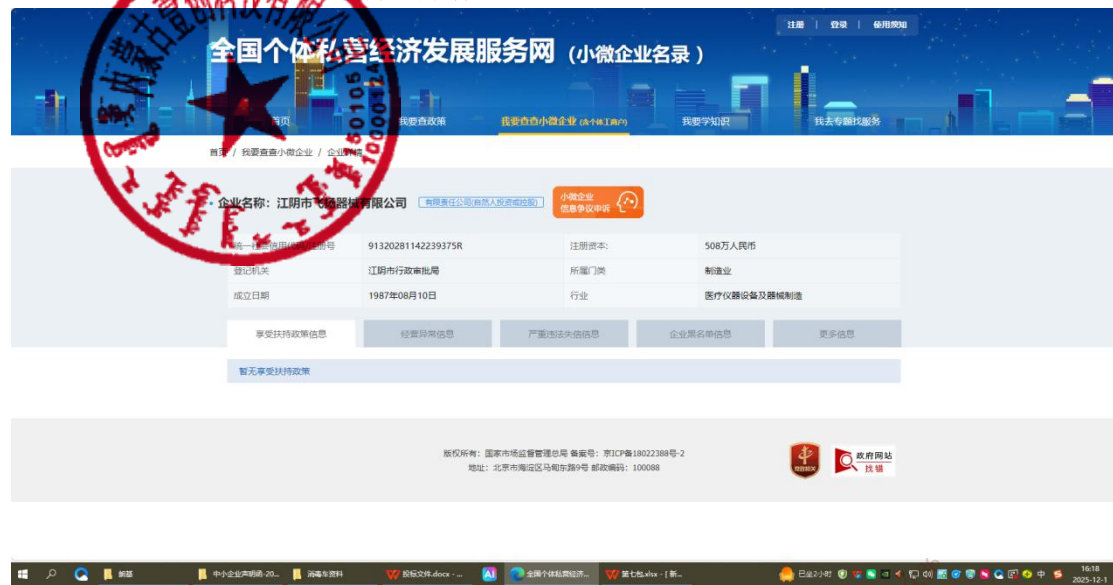 注册 | 登录 | 使用须知
全国个体私营经济发展服务网 (小微企业名录)
首页 我要查政策 我要查查小微企业 (含个体工商户) 我要学知识 我去专题找服务
首页 / 我要查查小微企业 / 企业详情
企业名称: 江阴市飞扬器械有限公司 有限责任公司(自然人投资或控股) 小微企业
信息争议申诉
统一社会信用代码/注册号 91320281142239375R 注册资本: 508万人民币
登记机关 江阴市行政审批局 所属门类 制造业
成立日期 1987年08月10日 行业 医疗仪器设备及器械制造
享受扶持政策信息 经营异常信息 严重违法失信信息 企业黑名单信息 更多信息
暂无享受扶持政策
版权所有: 国家市场监督管理总局 备案号: 京ICP备18022388号-2
地址: 北京市海淀区马甸东路9号 邮政编码: 100088
党政机关
政府网站
找错
新基 中小企业声明函-20... 消毒车资料 投标文件.docx - ... AI 全国个体私营经济... 第七包.xlsx - [ 新...
已坐2小时 中 16:18
2025-12-1